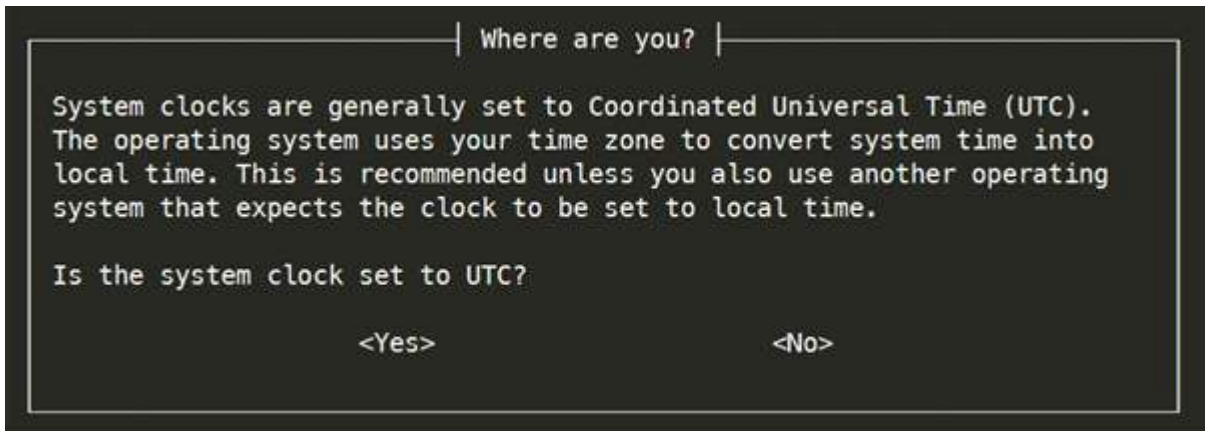 Where are you?
System clocks are generally set to Coordinated Universal Time (UTC).
The operating system uses your time zone to convert system time into
local time. This is recommended unless you also use another operating
system that expects the clock to be set to local time.
Is the system clock set to UTC?
<Yes> <No>